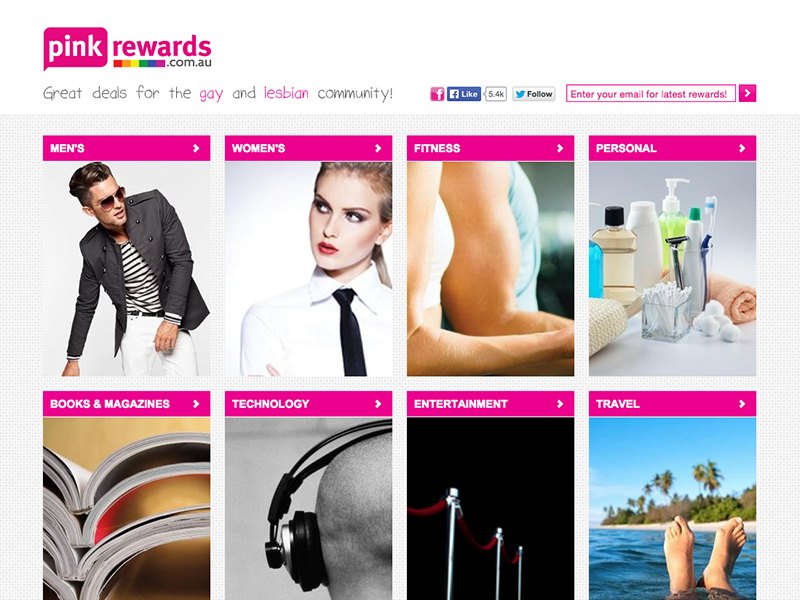 pink rewards
.com.au
Great deals for the gay and lesbian community!
f Like 5.4k Follow Enter your email for latest rewards!
MEN'S WOMEN'S FITNESS PERSONAL
BOOKS & MAGAZINES TECHNOLOGY ENTERTAINMENT TRAVEL